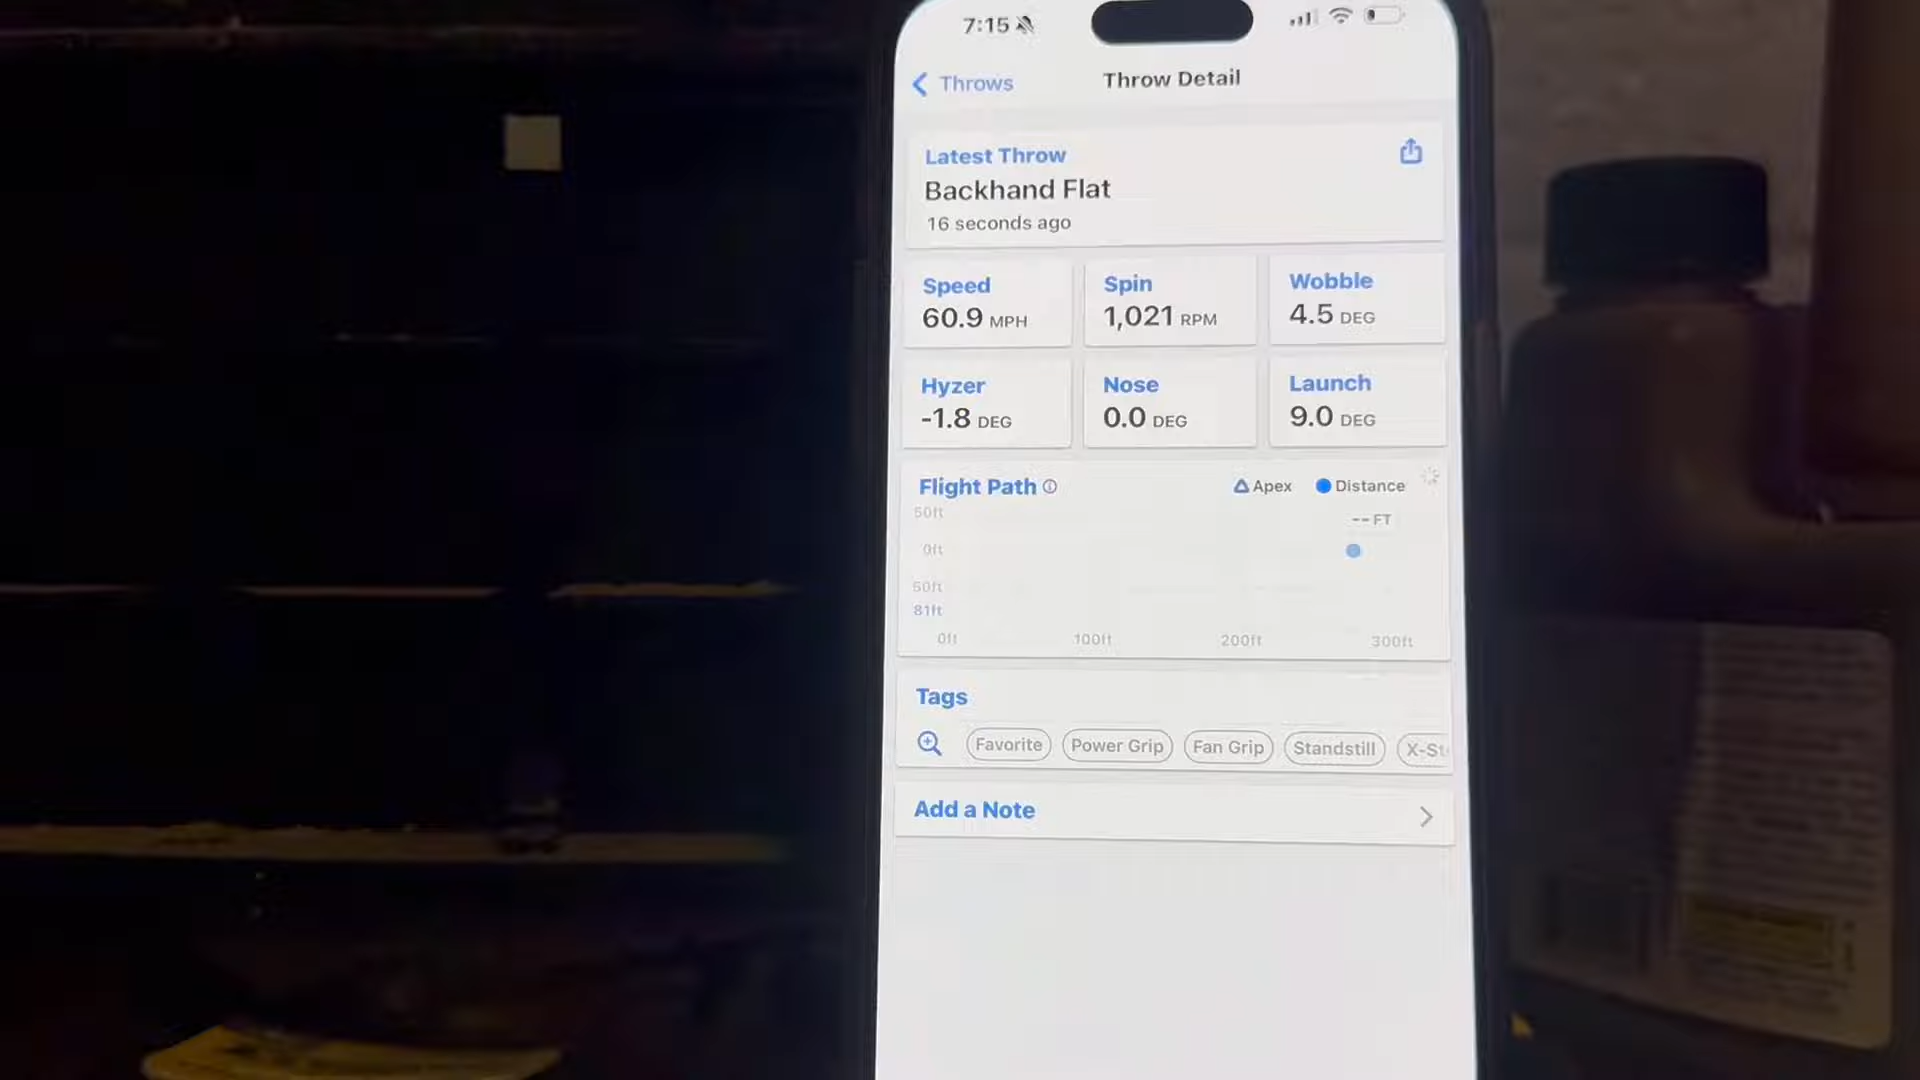 7:15
Throws
Throw Detail
Latest Throw
Backhand Flat
16 seconds ago
Speed
60.9 MPH
Spin
1,021 RPM
Wobble
4.5 DEG
Hyzer
-1.8 DEG
Nose
0.0 DEG
Launch
9.0 DEG
Flight Path
Apex
Distance
50ft
-- FT
0ft
50ft
81ft
0ft 100ft 200ft 300ft
Tags
Favorite
Power Grip
Fan Grip
Standstill
X-St
Add a Note